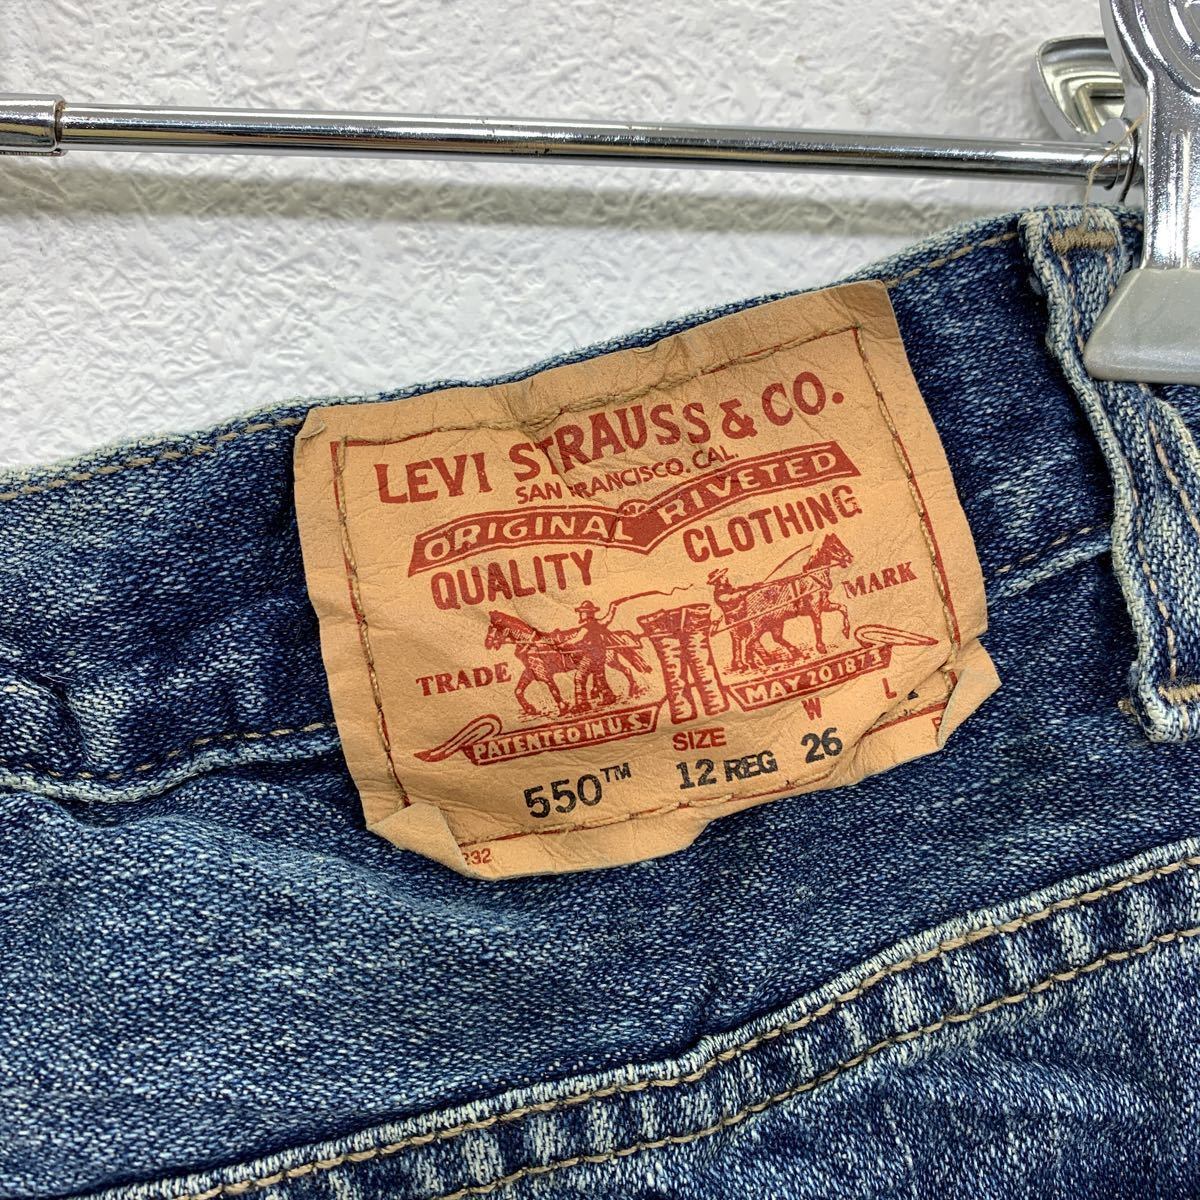 LEVI STRAUSS & CO.
SAN FRANCISCO, CAL.
ORIGINAL RIVETED
QUALITY CLOTHING
TRADE MARK
PATENTED IN U.S. MAY 20 1873
SIZE W L
550™ 12 REG 26
232